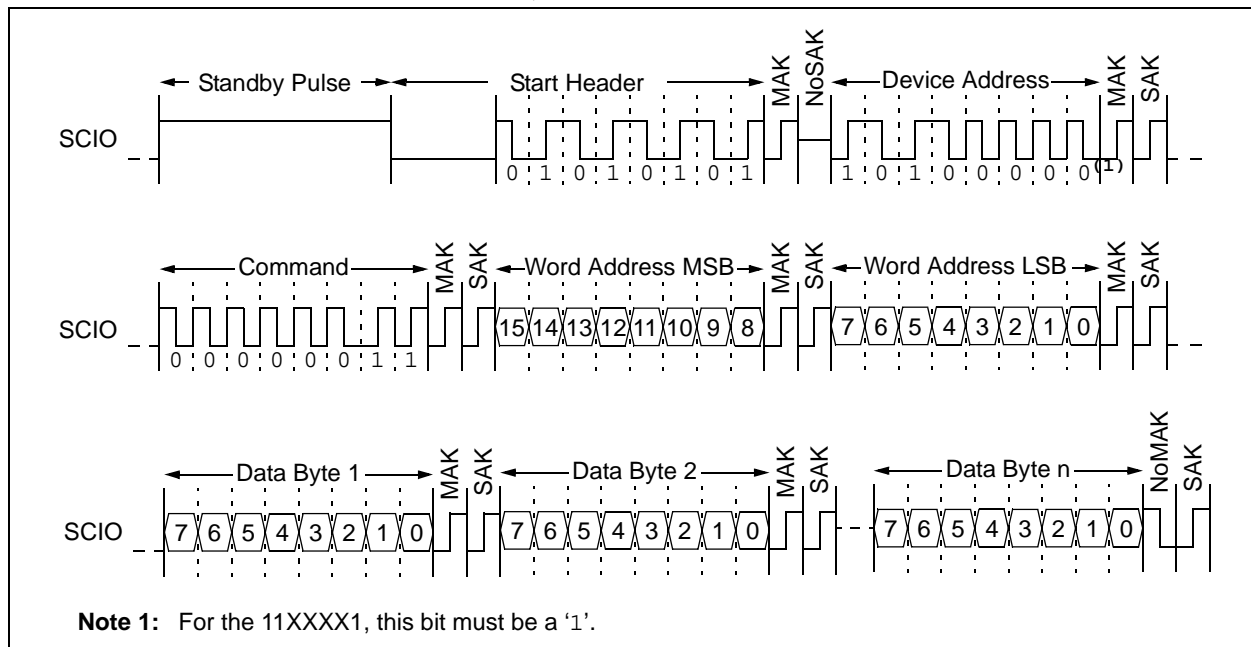 Standby Pulse Start Header MAK NoSAK Device Address MAK SAK
SCIO
0 1 0 1 0 1 0 1 1 0 1 0 0 0 0 0 (1)
Command MAK SAK Word Address MSB MAK SAK Word Address LSB MAK SAK
SCIO 15 14 13 12 11 10 9 8 7 6 5 4 3 2 1 0
0 0 0 0 0 0 1 1
Data Byte 1 MAK SAK Data Byte 2 MAK SAK Data Byte n NoMAK SAK
SCIO 7 6 5 4 3 2 1 0 7 6 5 4 3 2 1 0 7 6 5 4 3 2 1 0
Note 1: For the 11XXXX1, this bit must be a ‘1’.